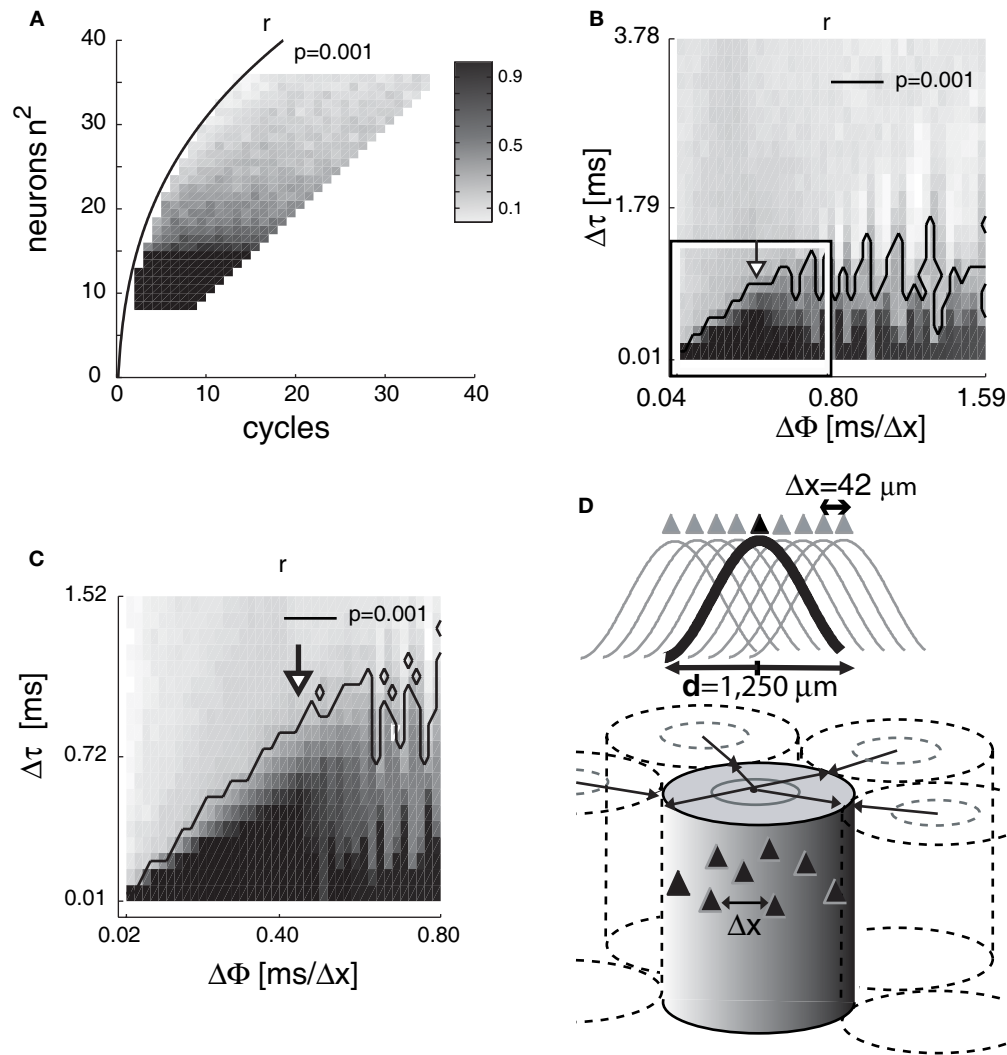 A
r
p=0.001
40
30
20
10
0
neurons n²
0 10 20 30 40
cycles
0.9
0.5
0.1
B
r
p=0.001
3.78
1.79
0.01
Δτ [ms]
0.04 0.80 1.59
ΔΦ [ms/Δx]
C
r
p=0.001
1.52
0.72
0.01
Δτ [ms]
0.02 0.40 0.80
ΔΦ [ms/Δx]
D
Δx=42 μm
d=1,250 μm
Δx